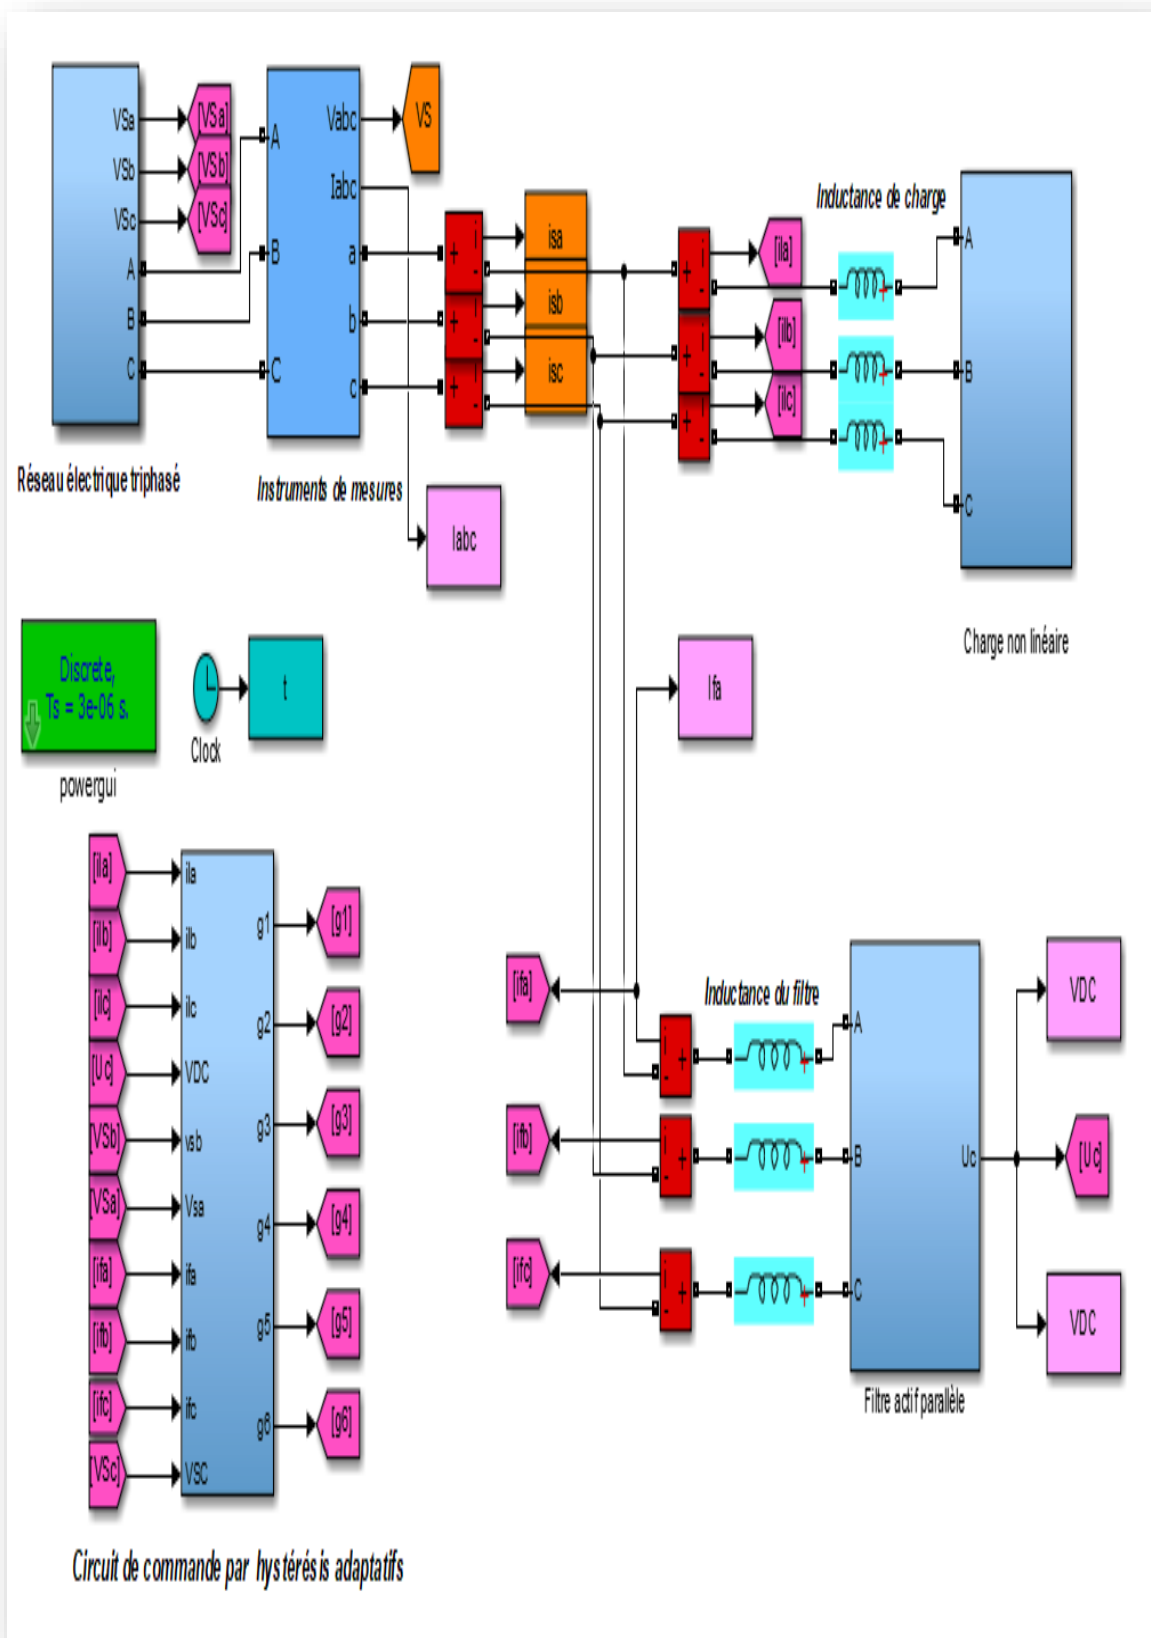 VSa
[VSa]
VSb
[VSb]
VSc
[VSc]
A
B
C
Réseau électrique triphasé
A
B
C
Vabc
Iabc
a
b
c
VS
Instruments de mesures
Iabc
+
i
-
+
-
+
-
isa
isb
isc
+
i
-
+
i
-
+
-
[ila]
[ilb]
[ilc]
Inductance de charge
A
B
C
Charge non linéaire
Discrete,
Ts = 3e-06 s.
powergui
Clock
t
Ifa
[ila]
[ilb]
[ilc]
[Uc]
[VSb]
[VSa]
[ifa]
[ifb]
[ifc]
[VSc]
ila
ilb
ilc
VDC
vsb
Vsa
ifa
ifb
ifc
VSC
g1
g2
g3
g4
g5
g6
[g1]
[g2]
[g3]
[g4]
[g5]
[g6]
Circuit de commande par hystérésis adaptatifs
[ifa]
[ifb]
[ifc]
i
-
+
i
-
+
i
-
+
Inductance du filtre
A
B
C
Uc
Filtre actif parallèle
VDC
[Uc]
VDC